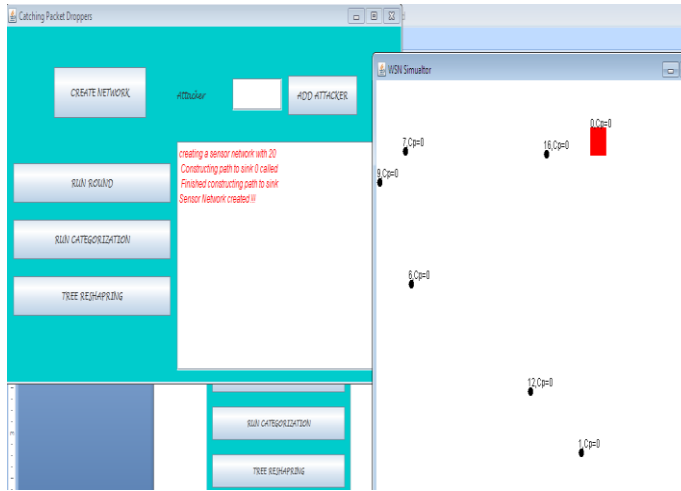 Catching Packet Droppers
CREATE NETWORK
Attacker
ADD ATTACKER
RUN ROUND
RUN CATEGORIZATION
TREE RESHAPRING
creating a sensor network with 20
Constructing path to sink 0 called
Finished constructing path to sink
Sensor Network created !!!
WSN Simualtor
0,Cp=0
7,Cp=0
16,Cp=0
9,Cp=0
6,Cp=0
12,Cp=0
1,Cp=0
RUN CATEGORIZATION
TREE RESHAPRING